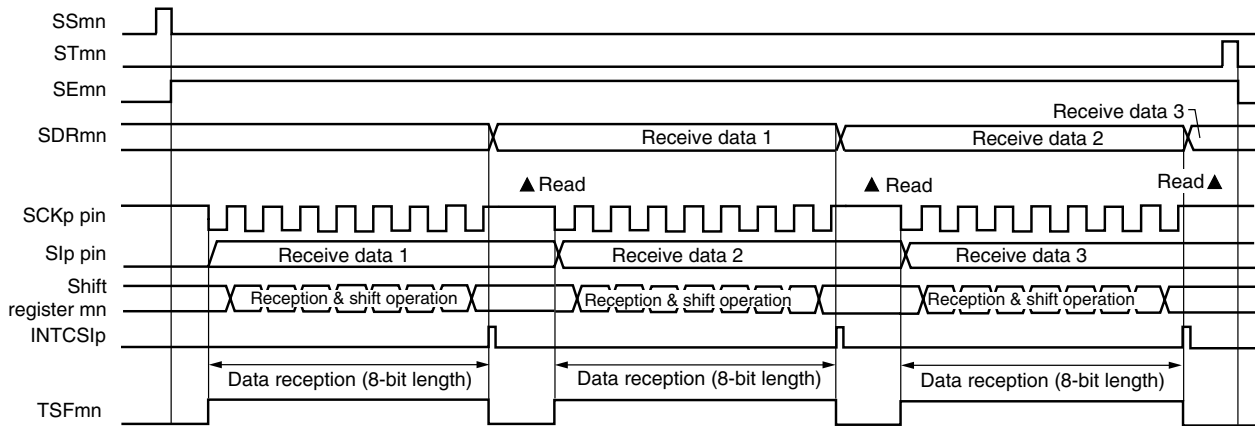 SSmn
STmn
SEmn
Receive data 3
SDRmn
Receive data 1
Receive data 2
▲ Read
▲ Read
Read ▲
SCKp pin
SIp pin
Receive data 1
Receive data 2
Receive data 3
Shift
register mn
Reception & shift operation
Reception & shift operation
Reception & shift operation
INTCSIp
Data reception (8-bit length)
Data reception (8-bit length)
Data reception (8-bit length)
TSFmn